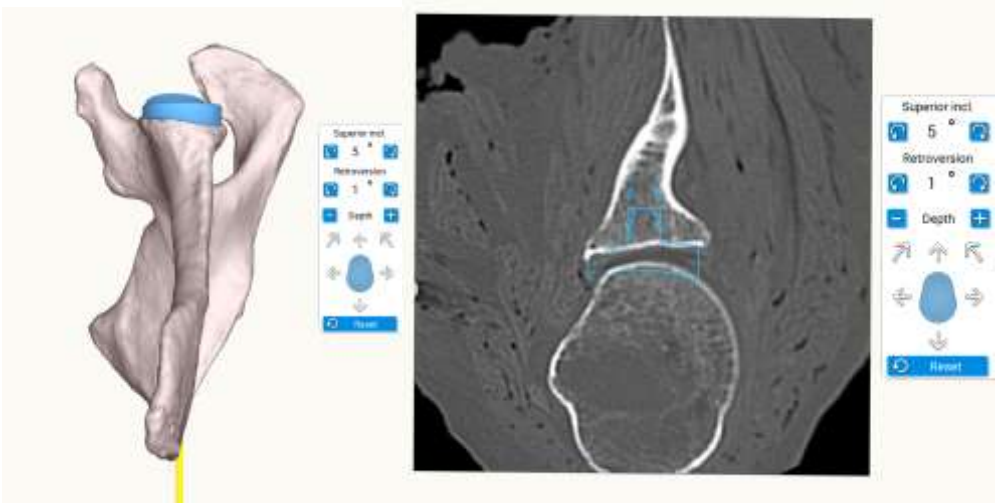 Superior incl.
5 °
Retroversion
1 °
- Depth +
Reset
Superior incl.
5 °
Retroversion
1 °
- Depth +
Reset